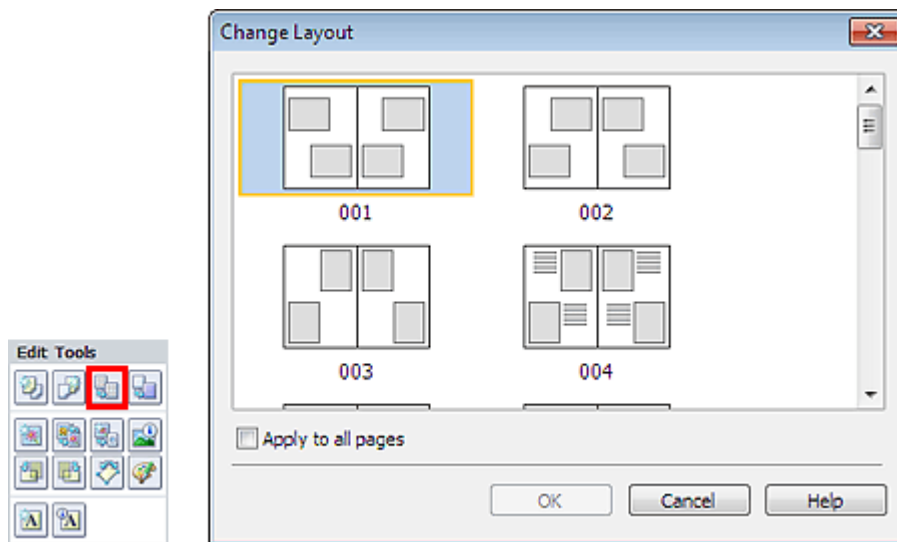 Change Layout
001
002
003
004
Apply to all pages
OK
Cancel
Help
Edit Tools
A
A